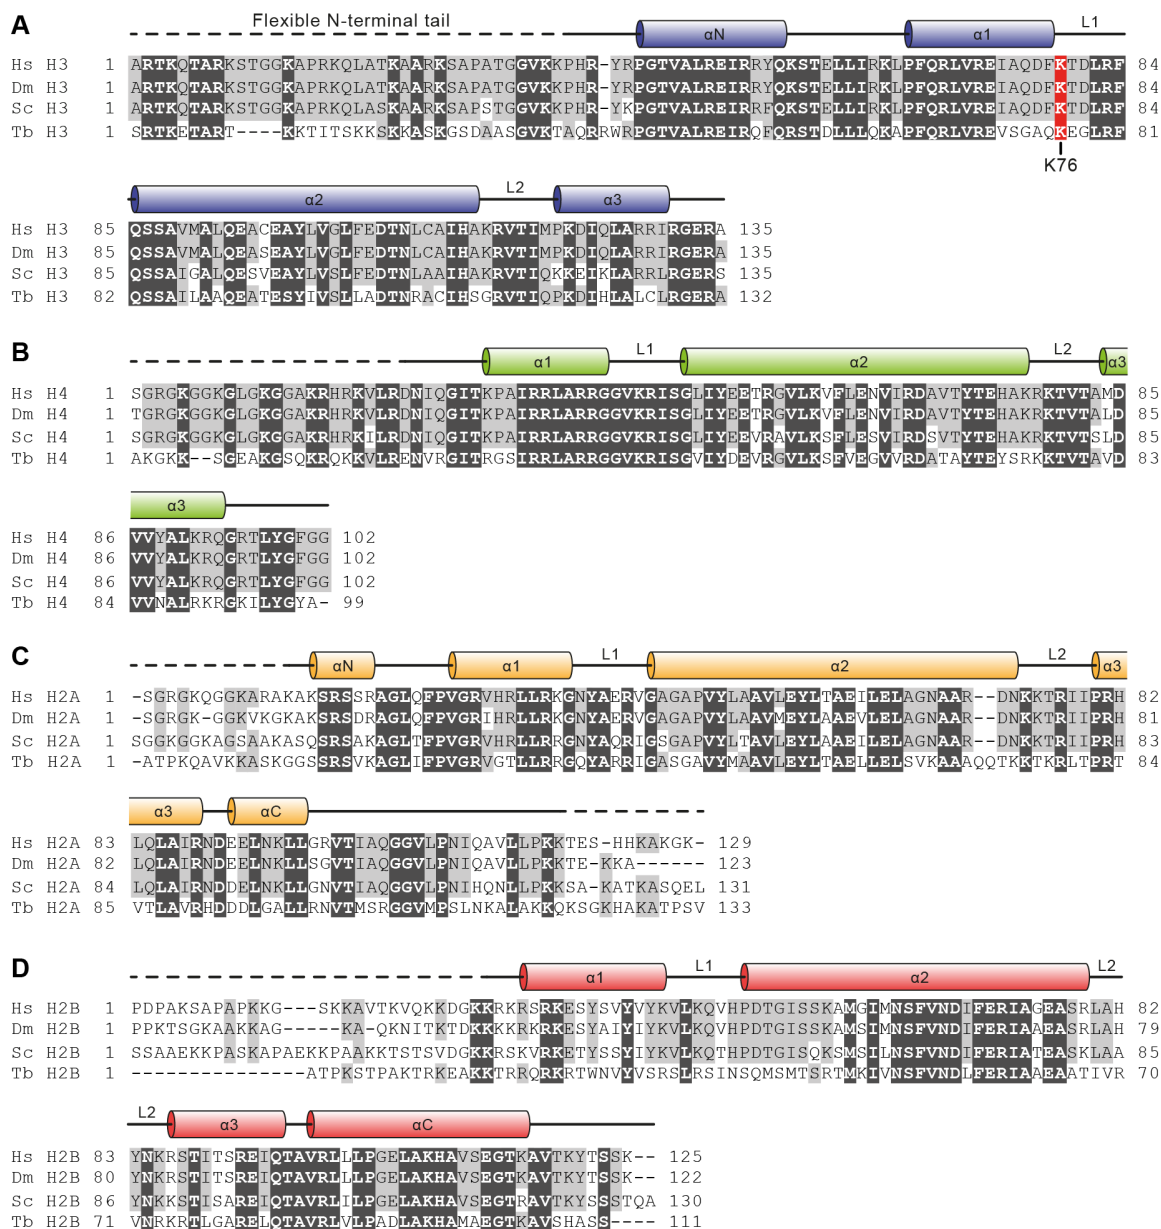 A
Flexible N-terminal tail
αN
α1
L1
Hs H3 1 ARTKQTARKSTGGKAPRKQLATKAARKSAPATGGVKKPHR-YRPGTVALREIRRYQKSTELLIRKLPFQRLVREIAQDFKTDLRF 84
Dm H3 1 ARTKQTARKSTGGKAPRKQLATKAARKSAPATGGVKKPHR-YRPGTVALREIRRYQKSTELLIRKLPFQRLVREIAQDFKTDLRF 84
Sc H3 1 ARTKQTARKSTGGKAPRKQLASKAARKSAPSTGGVKKPHR-YKPGTVALREIRRFQKSTELLIRKLPFQRLVREIAQDFKTDLRF 84
Tb H3 1 SRTKETART----KKTITSKKSKKASKGSDAASGVKTAQRRWRPGTVALREIRQFQRSTDLLLQKAPFQRLVREVSGAQKEGLRF 81
K76
α2
L2
α3
Hs H3 85 QSSAVMALQEACEAYLVGLFEDTNLCAIHAKRVTIMPKDIQLARRIRGERA 135
Dm H3 85 QSSAVMALQEASEAYLVGLFEDTNLCAIHAKRVTIMPKDIQLARRIRGERA 135
Sc H3 85 QSSAIGALQESVEAYLVSLFEDTNLAAIHAKRVTIQKKEIKLARRLRGERS 135
Tb H3 82 QSSAILAAQEATESYIVSLLADTNRACIHSGRVTIQPKDIHLALCLRGERA 132
B
α1
L1
α2
L2
α3
Hs H4 1 SGRGKGGKGLGKGGAKRHRKVLRDNIQGITKPAIRRLARRGGVKRISGLIYEETRGVLKVFLENVIRDAVTYTEHAKRKTVTAMD 85
Dm H4 1 TGRGKGGKGLGKGGAKRHRKVLRDNIQGITKPAIRRLARRGGVKRISGLIYEETRGVLKVFLENVIRDAVTYTEHAKRKTVTALD 85
Sc H4 1 SGRGKGGKGLGKGGAKRHRKILRDNIQGITKPAIRRLARRGGVKRISGLIYEEVRAVLKSFLESVIRDSVTYTEHAKRKTVTSLD 85
Tb H4 1 AKGKK--SGEAKGSQKRQKKVLRENVRGITRGSIRRLARRGGVKRISGVIYDEVRGVLKSFVEGVVRDATAYTEYSRKKTVTAVD 83
α3
Hs H4 86 VVYALKRQGRTLYGFGG 102
Dm H4 86 VVYALKRQGRTLYGFGG 102
Sc H4 86 VVYALKRQGRTLYGFGG 102
Tb H4 84 VVNALRKRGKILYGYA- 99
C
αN
α1
L1
α2
L2
α3
Hs H2A 1 -SGRGKQGGKARAKAKSRSSRAGLQFPVGRVHRLLRKGNYAERVGAGAPVYLAAVLEYLTAEILELAGNAAR--DNKKTRIIPRH 82
Dm H2A 1 -SGRGK-GGKVKGKAKSRSDRAGLQFPVGRIHRLLRKGNYAERVGAGAPVYLAAVMEYLAAEVLELAGNAAR--DNKKTRIIPRH 81
Sc H2A 1 SGGKGGKAGSAAKASQSRSAKAGLTFPVGRVHRLLRRGNYAQRIGSGAPVYLTAVLEYLAAEILELAGNAAR--DNKKTRIIPRH 83
Tb H2A 1 -ATPKQAVKKASKGGSSRSVKAGLIFPVGRVGTLLRRGQYARRIGASGAVYMAAVLEYLTAELLELSVKAAAQQTKKTKRLTPRT 84
α3
αC
Hs H2A 83 LQLAIRNDEELNKLLGRVTIAQGGVLPNIQAVLLPKKTES-HHKAKGK- 129
Dm H2A 82 LQLAIRNDEELNKLLSGVTIAQGGVLPNIQAVLLPKKTE-KKA------ 123
Sc H2A 84 LQLAIRNDDELNKLLGNVTIAQGGVLPNIHQNLLPKKSA-KATKASQEL 131
Tb H2A 85 VTLAVRHDDDLGALLRNVTMSRGGVMPSLNKALAKKQKSGKHAKATPSV 133
D
α1
L1
α2
L2
Hs H2B 1 PDPAKSAPAPKKG---SKKAVTKVQKKDGKKRKRSRKESYSVYVYKVLKQVHPDTGISSKAMGIMNSFVNDIFERIAGEASRLAH 82
Dm H2B 1 PPKTSGKAAKKAG----KA-QKNITKTDKKKKRKRKESYAIYIYKVLKQVHPDTGISSKAMSIMNSFVNDIFERIAAEASRLAH 79
Sc H2B 1 SSAAEKKPASKAPAEKKPAAKKTSTSVDGKKRSKVRKETYSSYIYKVLKQTHPDTGISQKSMSILNSFVNDIFERIATEASKLAA 85
Tb H2B 1 ---------------ATPKSTPAKTRKEAKKTRRQRKRTWNVYVSRSLRSINSQMSMTSRTMKIVNSFVNDLFERIAAEAATIVR 70
L2
α3
αC
Hs H2B 83 YNKRSTITSREIQTAVRLLLPGELAKHAVSEGTKAVTKYTSSK-- 125
Dm H2B 80 YNKRSTITSREIQTAVRLLLPGELAKHAVSEGTKAVTKYTSSK-- 122
Sc H2B 86 YNKKSTISAREIQTAVRLILPGELAKHAVSEGTRAVTKYSSSTQA 130
Tb H2B 71 VNRKRTLGARELQTAVRLVLPADLAKHAMAEGTKAVSHASS---- 111